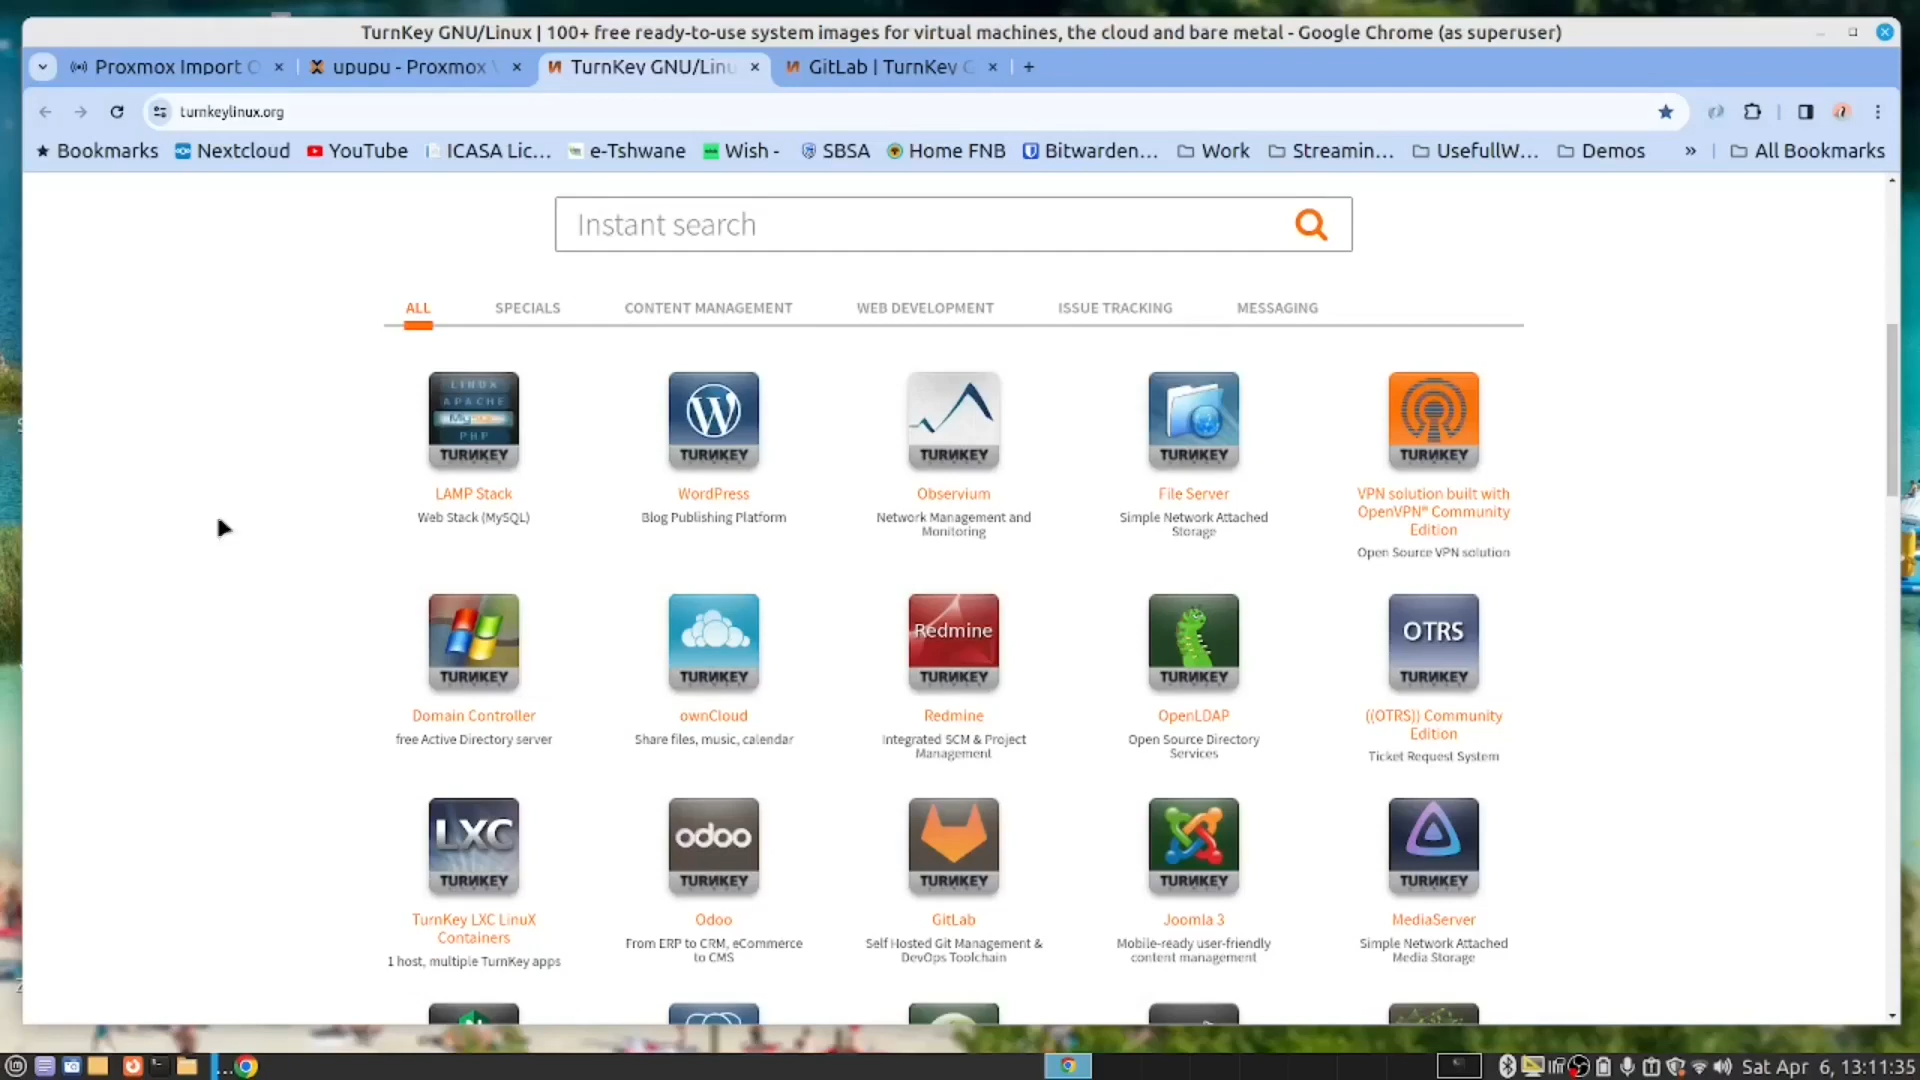 TurnKey GNU/Linux | 100+ free ready-to-use system images for virtual machines, the cloud and bare metal - Google Chrome (as superuser)
Proxmox Import O
upupu - Proxmox V
TurnKey GNU/Linu
GitLab | TurnKey G
turnkeylinux.org
Bookmarks
Nextcloud
YouTube
ICASA Lic...
e-Tshwane
Wish -
SBSA
Home FNB
Bitwarden...
Work
Streamin...
UsefullW...
Demos
»
All Bookmarks
Instant search
ALL
SPECIALS
CONTENT MANAGEMENT
WEB DEVELOPMENT
ISSUE TRACKING
MESSAGING
LINUX
APACHE
PHP
TURNKEY
TURNKEY
TURNKEY
TURNKEY
TURNKEY
LAMP Stack
Web Stack (MySQL)
WordPress
Blog Publishing Platform
Observium
Network Management and
Monitoring
File Server
Simple Network Attached
Storage
VPN solution built with
OpenVPN® Community
Edition
Open Source VPN solution
TURNKEY
TURNKEY
Redmine
TURNKEY
TURNKEY
OTRS
TURNKEY
Domain Controller
free Active Directory server
ownCloud
Share files, music, calendar
Redmine
Integrated SCM & Project
Management
OpenLDAP
Open Source Directory
Services
((OTRS)) Community
Edition
Ticket Request System
LXC
TURNKEY
odoo
TURNKEY
TURNKEY
TURNKEY
TURNKEY
TurnKey LXC LinuX
Containers
1 host, multiple TurnKey apps
Odoo
From ERP to CRM, eCommerce
to CMS
GitLab
Self Hosted Git Management &
DevOps Toolchain
Joomla 3
Mobile-ready user-friendly
content management
MediaServer
Simple Network Attached
Media Storage
...
Sat Apr 6, 13:11:35